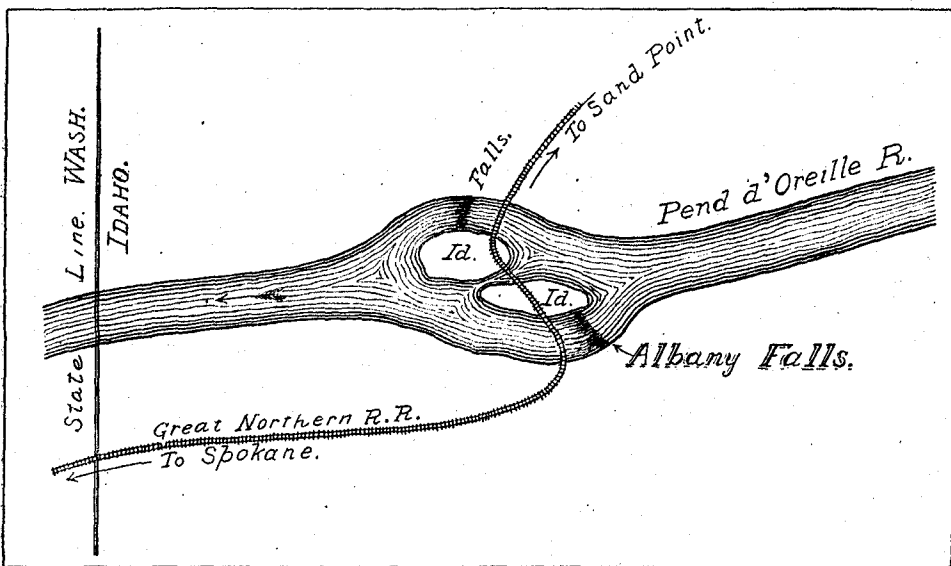 State Line WASH.
IDAHO.
Falls.
To Sand Point.
Pend d'Oreille R.
Id.
Id.
Albany Falls.
Great Northern R.R.
To Spokane.